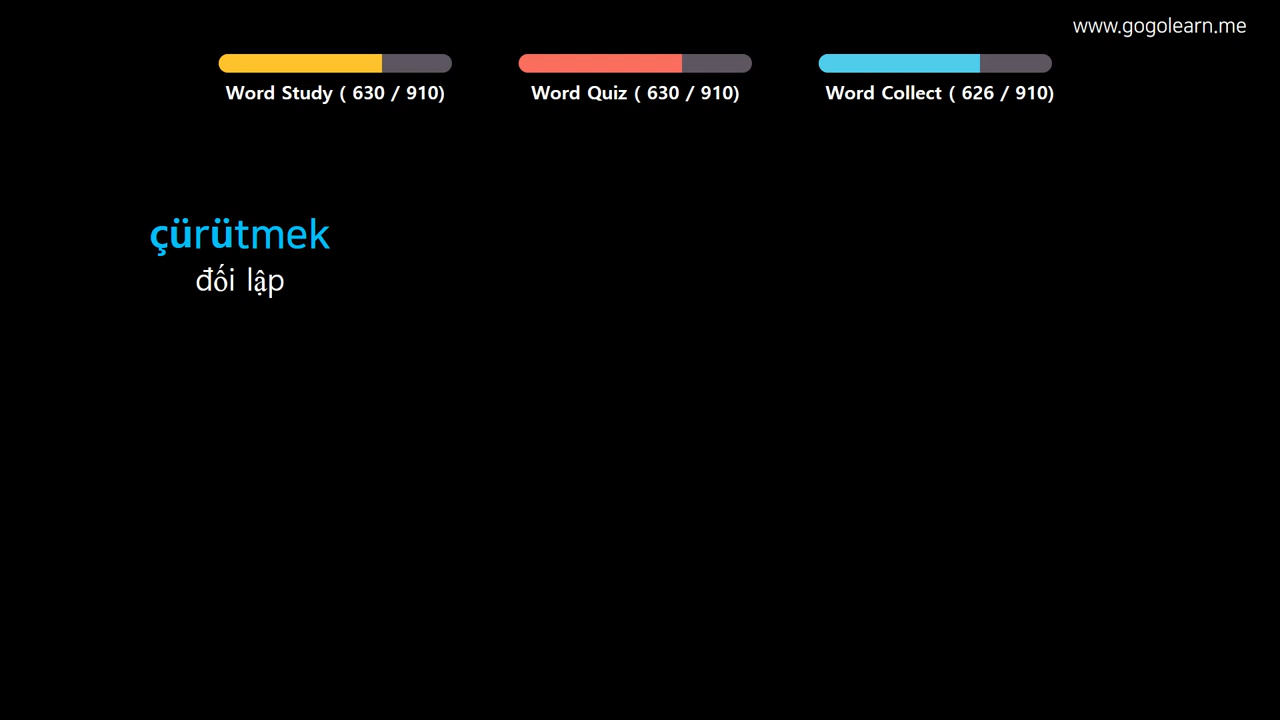 www.gogolearn.me
Word Study ( 630 / 910)
Word Quiz ( 630 / 910)
Word Collect ( 626 / 910)
çürütmek
đối lập